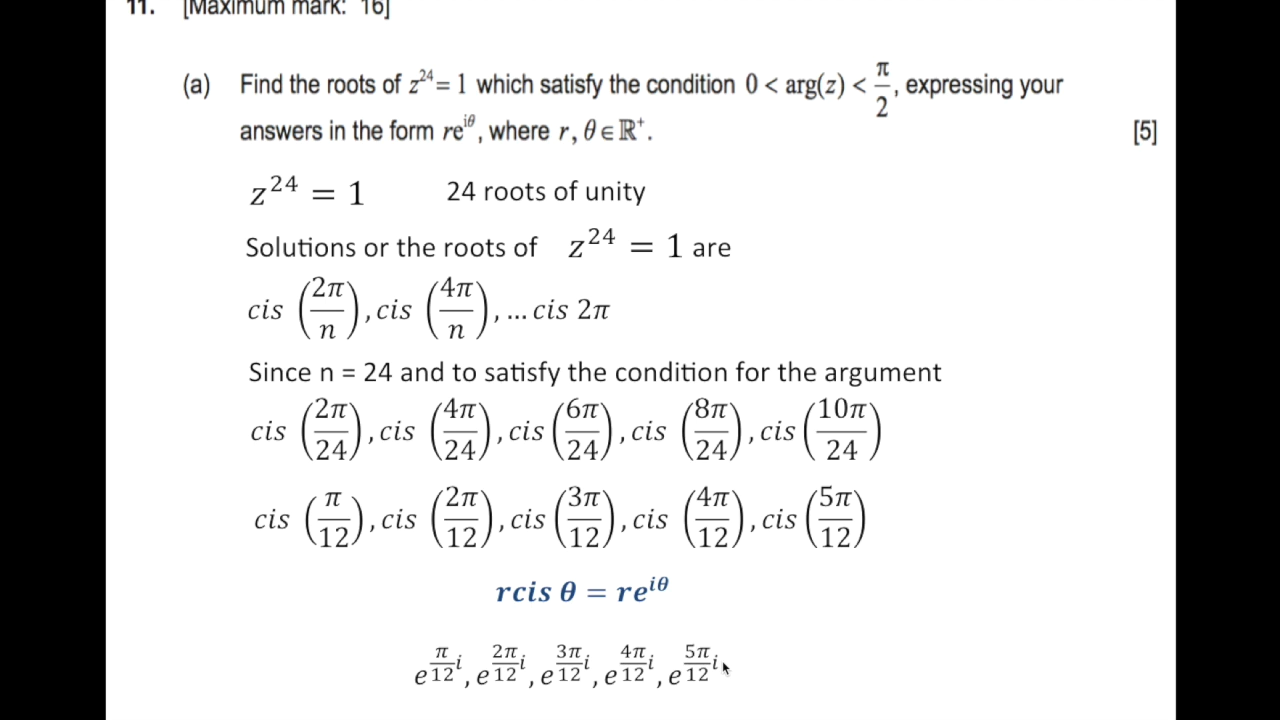 11. [Maximum mark: 16]
(a) Find the roots of z²⁴ = 1 which satisfy the condition 0 < arg(z) < π/2, expressing your
answers in the form re^{iθ}, where r, θ ∈ ℝ⁺. [5]
z²⁴ = 1 24 roots of unity
Solutions or the roots of z²⁴ = 1 are
cis (2π/n), cis (4π/n), ... cis 2π
Since n = 24 and to satisfy the condition for the argument
cis (2π/24), cis (4π/24), cis (6π/24), cis (8π/24), cis (10π/24)
cis (π/12), cis (2π/12), cis (3π/12), cis (4π/12), cis (5π/12)
rcis θ = re^{iθ}
e^{π/12 i}, e^{2π/12 i}, e^{3π/12 i}, e^{4π/12 i}, e^{5π/12 i}